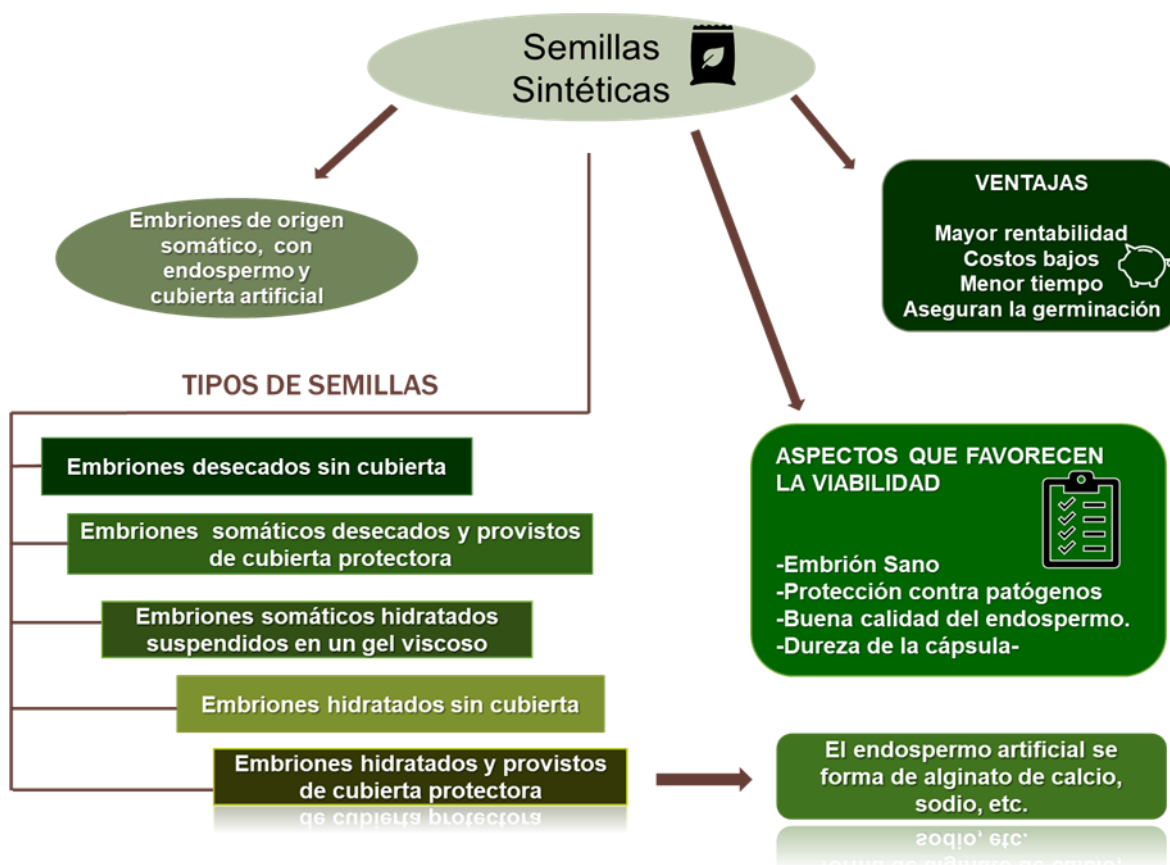 Semillas
Sintéticas
Embriones de origen
somático, con
endospermo y
cubierta artificial
VENTAJAS
Mayor rentabilidad
Costos bajos
Menor tiempo
Aseguran la germinación
TIPOS DE SEMILLAS
Embriones desecados sin cubierta
Embriones somáticos desecados y provistos
de cubierta protectora
Embriones somáticos hidratados
suspendidos en un gel viscoso
Embriones hidratados sin cubierta
Embriones hidratados y provistos
de cubierta protectora
ASPECTOS QUE FAVORECEN
LA VIABILIDAD
-Embrión Sano
-Protección contra patógenos
-Buena calidad del endospermo.
-Dureza de la cápsula-
El endospermo artificial se
forma de alginato de calcio,
sodio, etc.